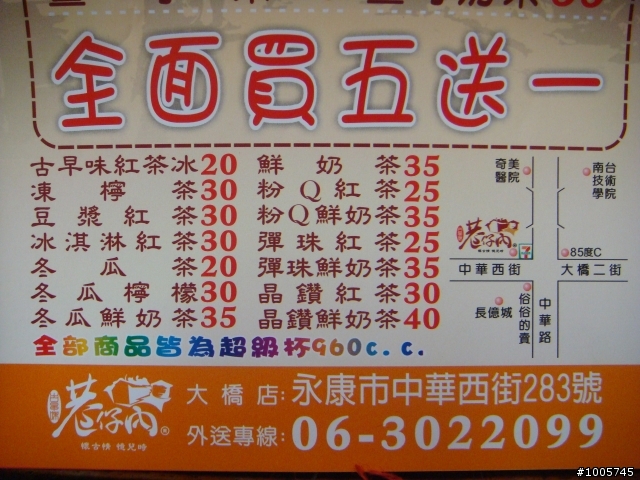 全面買五送一
古早味紅茶冰20 鮮奶茶35
凍檸茶30 粉Q紅茶25
豆漿紅茶30 粉Q鮮奶茶35
冰淇淋紅茶30 彈珠紅茶25
冬瓜茶20 彈珠鮮奶茶35
冬瓜檸檬30 晶鑽紅茶30
冬瓜鮮奶茶35 晶鑽鮮奶茶40
全部商品皆為超級杯960c.c.
奇美醫院
南台技術學院
巷仔內
7
85度C
中華西街
大橋二街
長億城
俗俗的賣
中華路
巷仔內®
懷古情 憶兒時
大橋店:永康市中華西街283號
外送專線:06-3022099
#1005745